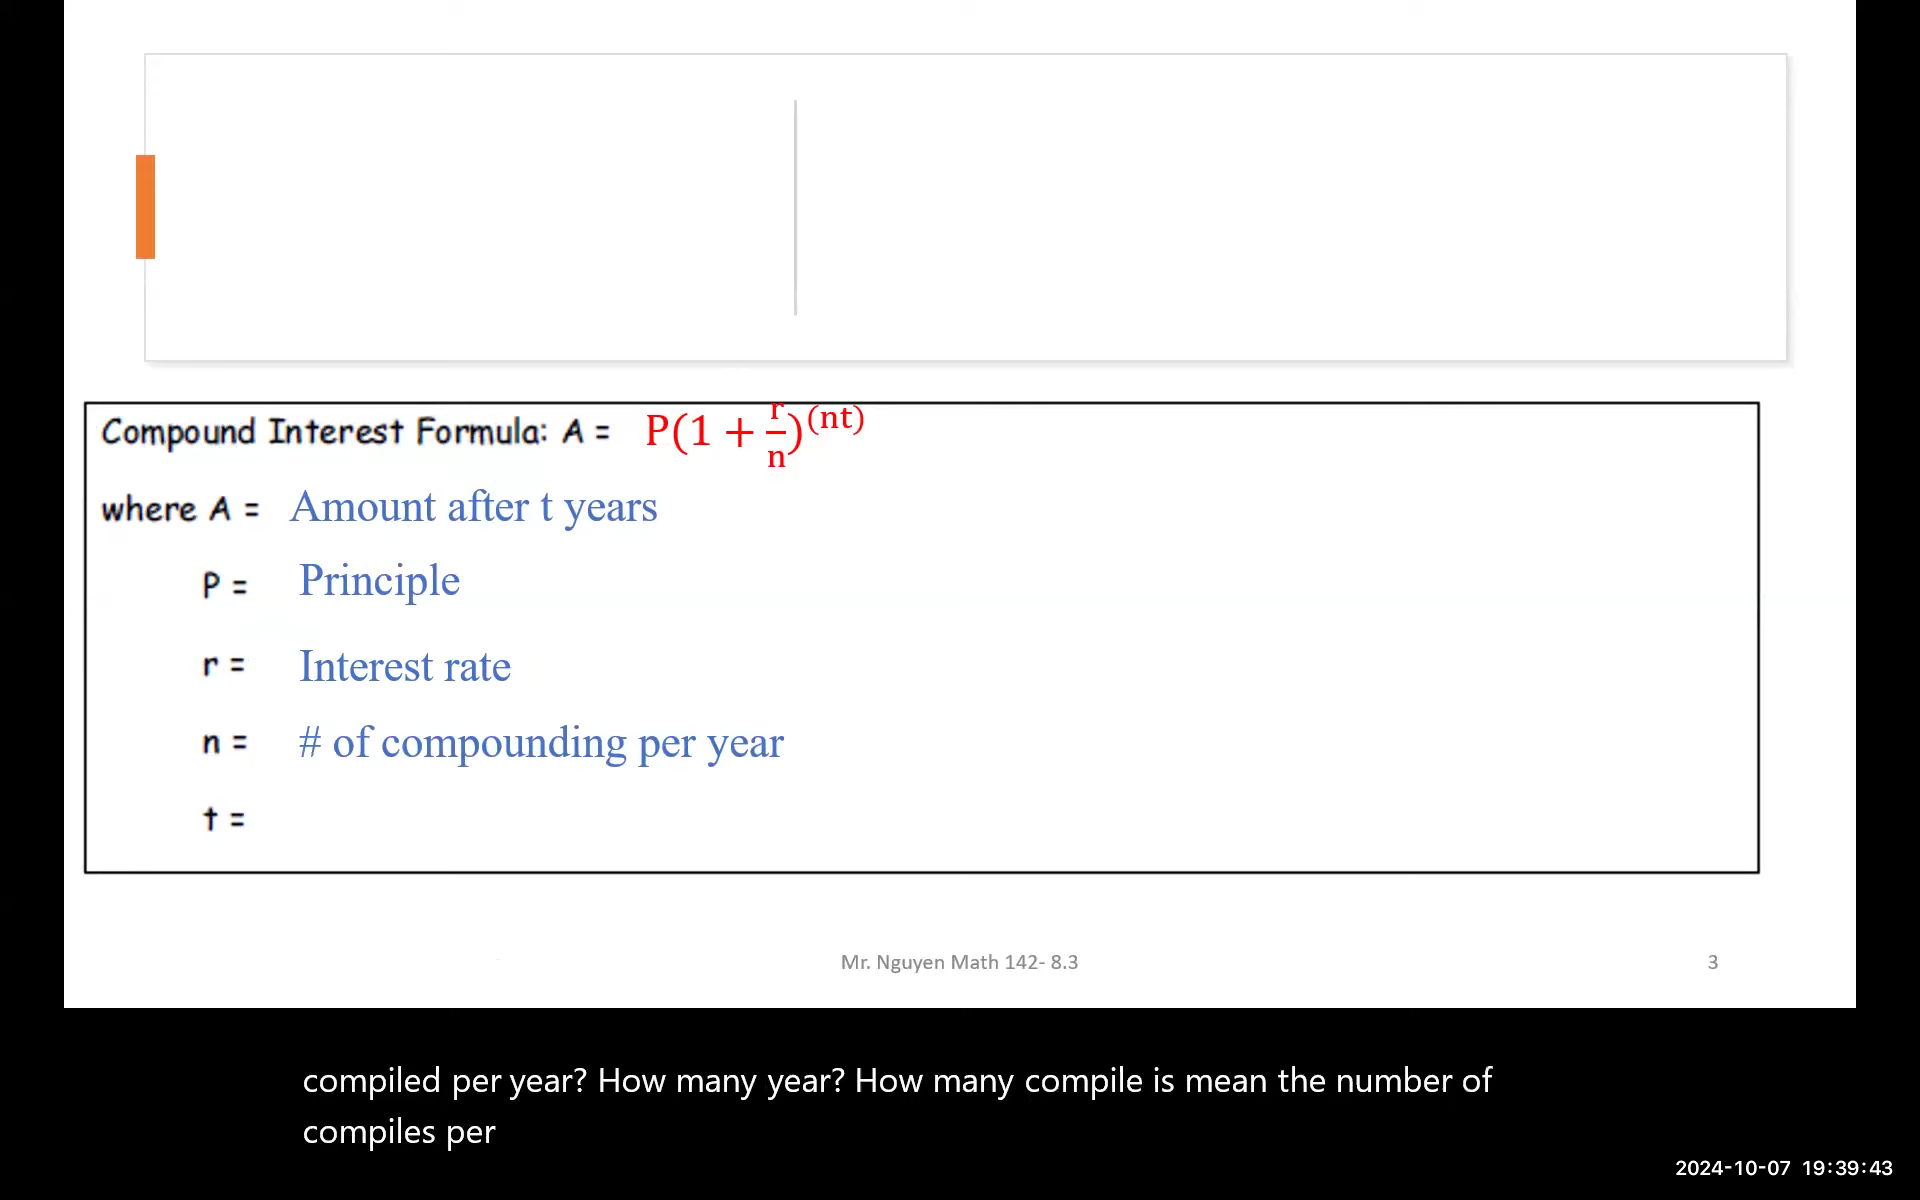 Compound Interest Formula: A = P(1 + r/n)^(nt)
where A = Amount after t years
P = Principle
r = Interest rate
n = # of compounding per year
t =
Mr. Nguyen Math 142- 8.3
3
compiled per year? How many year? How many compile is mean the number of
compiles per
2024-10-07 19:39:43